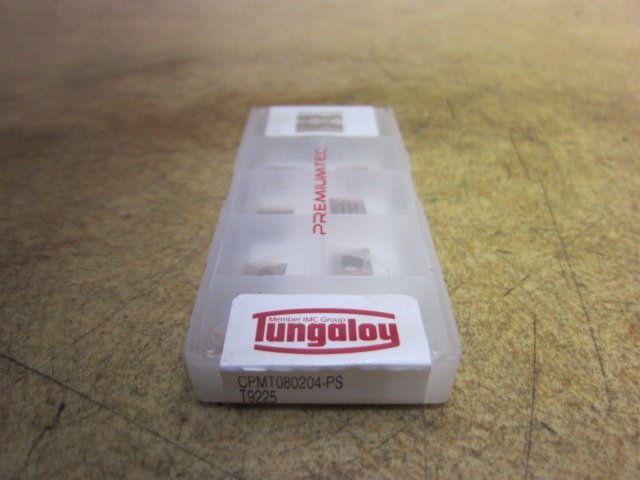 PREMIUMTEC
Member IMC Group
Tungaloy
CPMT080204-PS
T9225